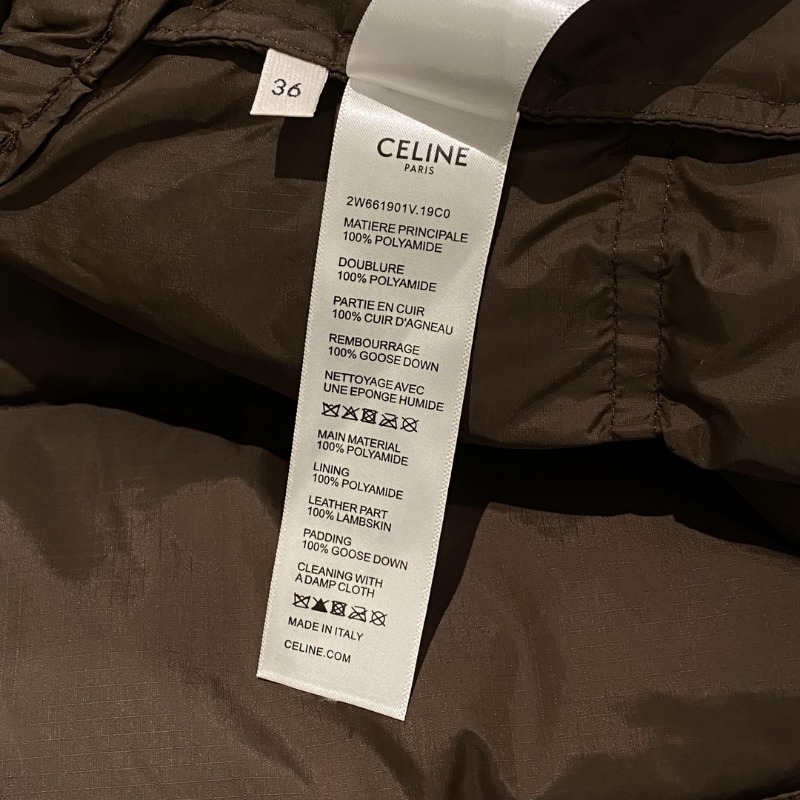 36
CELINE
PARIS
2W661901V.19C0
MATIERE PRINCIPALE
100% POLYAMIDE
DOUBLURE
100% POLYAMIDE
PARTIE EN CUIR
100% CUIR D'AGNEAU
REMBOURRAGE
100% GOOSE DOWN
NETTOYAGE AVEC
UNE EPONGE HUMIDE
MAIN MATERIAL
100% POLYAMIDE
LINING
100% POLYAMIDE
LEATHER PART
100% LAMBSKIN
PADDING
100% GOOSE DOWN
CLEANING WITH
A DAMP CLOTH
MADE IN ITALY
CELINE.COM